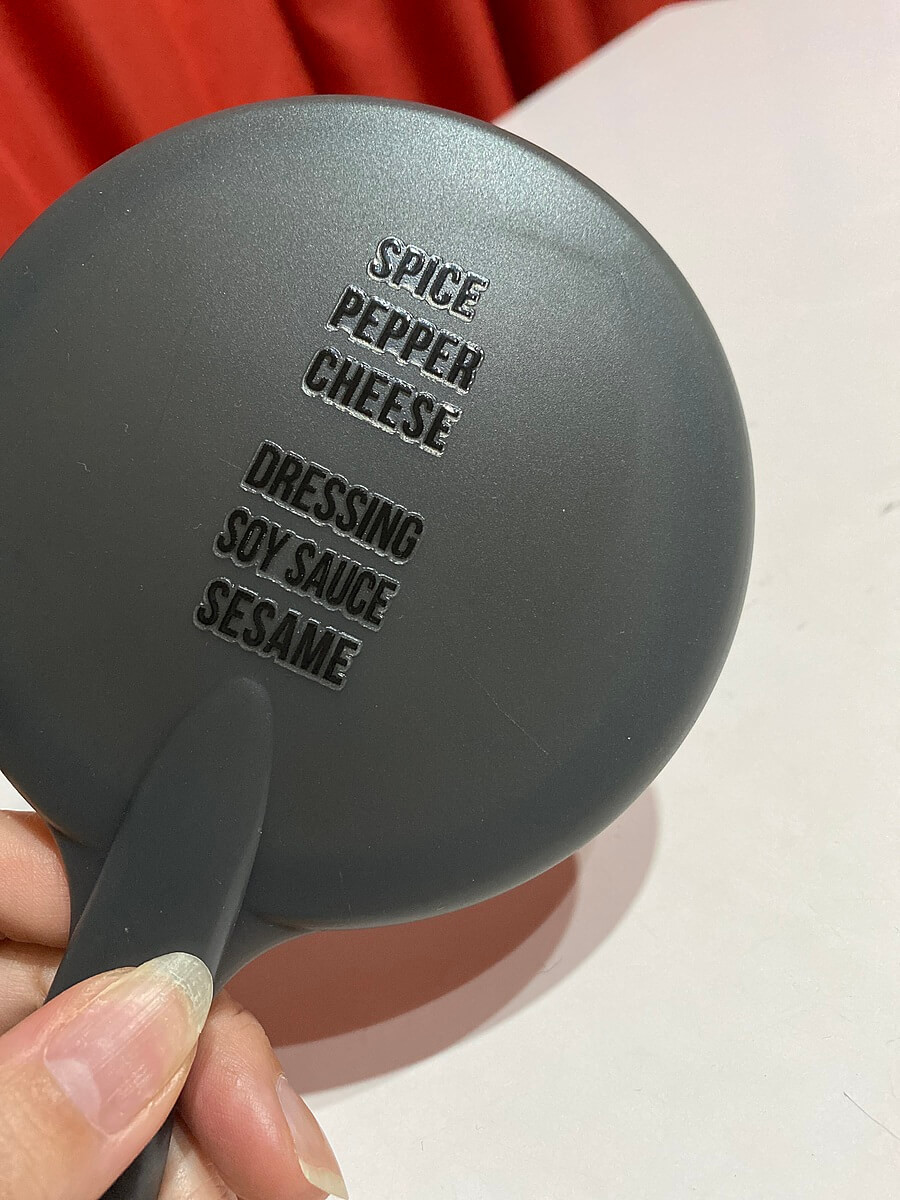 SPICE
PEPPER
CHEESE
DRESSING
SOY SAUCE
SESAME